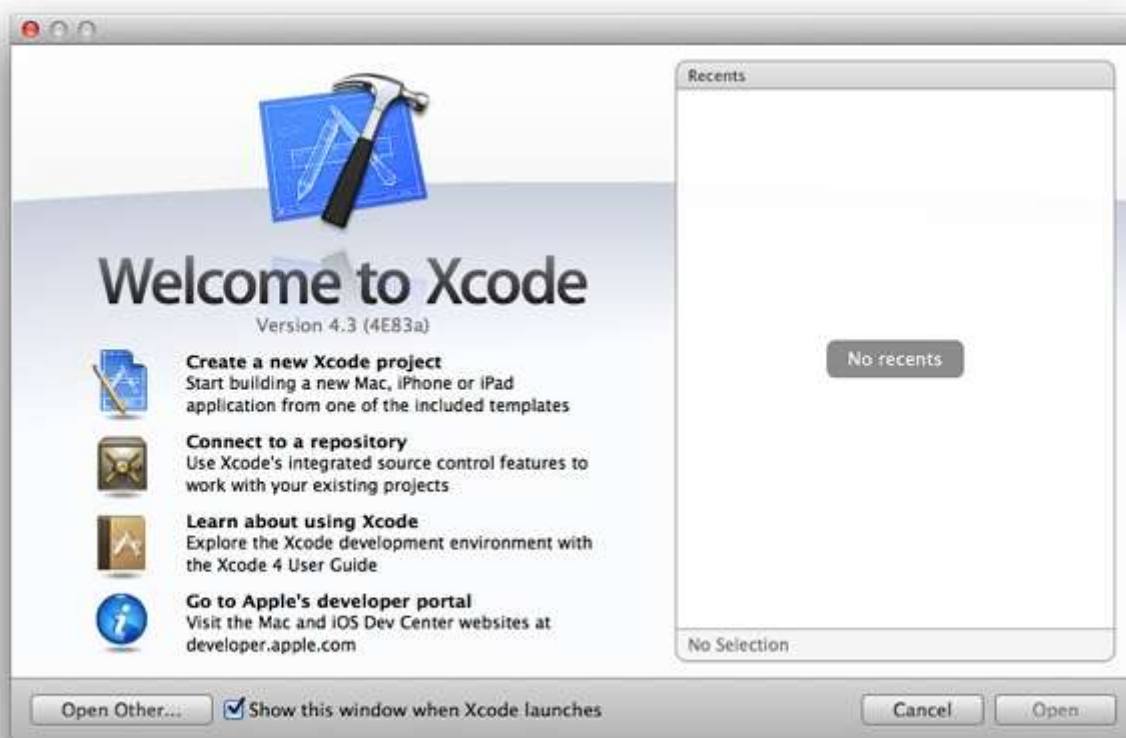 Welcome to Xcode
Version 4.3 (4E83a)
Create a new Xcode project
Start building a new Mac, iPhone or iPad
application from one of the included templates
Connect to a repository
Use Xcode's integrated source control features to
work with your existing projects
Learn about using Xcode
Explore the Xcode development environment with
the Xcode 4 User Guide
Go to Apple's developer portal
Visit the Mac and iOS Dev Center websites at
developer.apple.com
Recents
No recents
No Selection
Open Other...
Show this window when Xcode launches
Cancel
Open